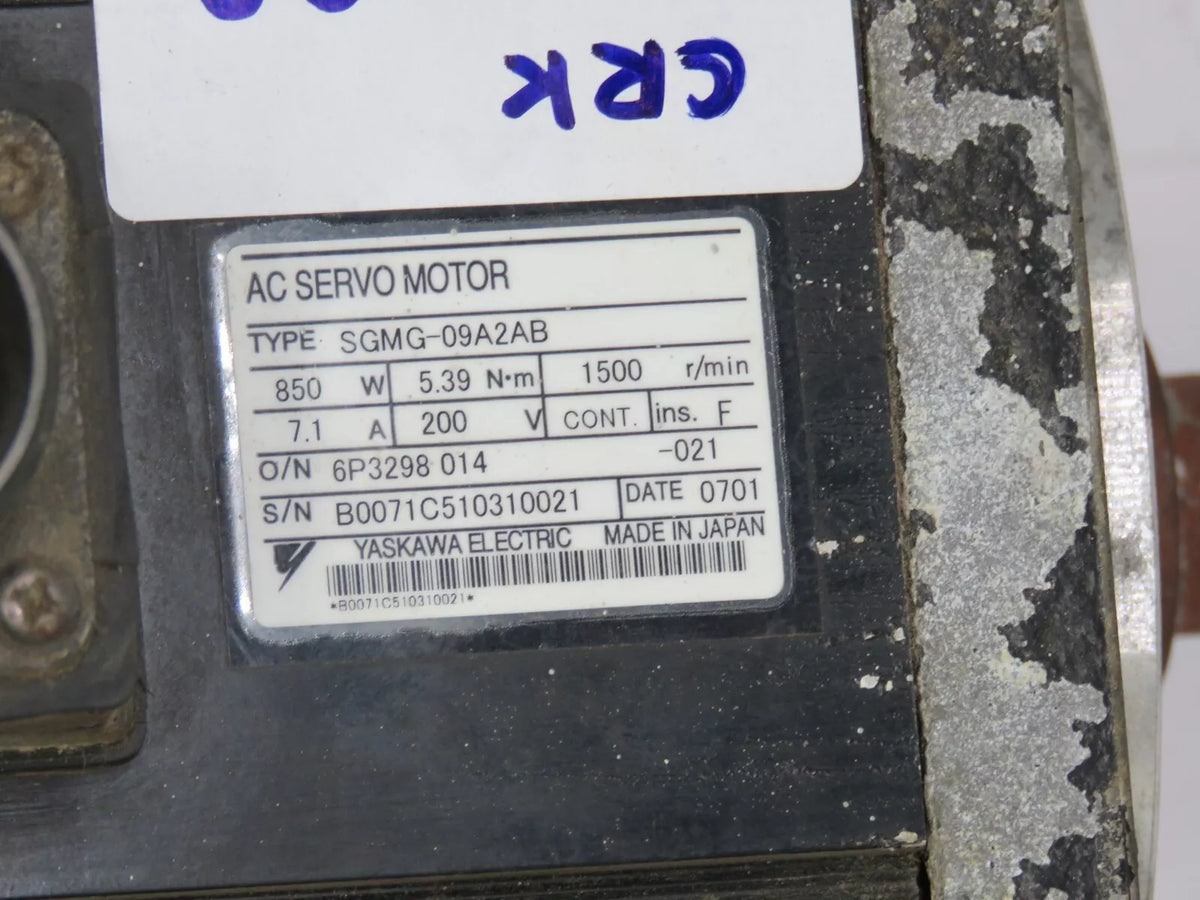 CRK
AC SERVO MOTOR
TYPE SGMG-09A2AB
850 W 5.39 N·m 1500 r/min
7.1 A 200 V CONT. ins. F
O/N 6P3298 014 -021
S/N B0071C510310021 DATE 0701
YASKAWA ELECTRIC MADE IN JAPAN
*B0071C510310021*